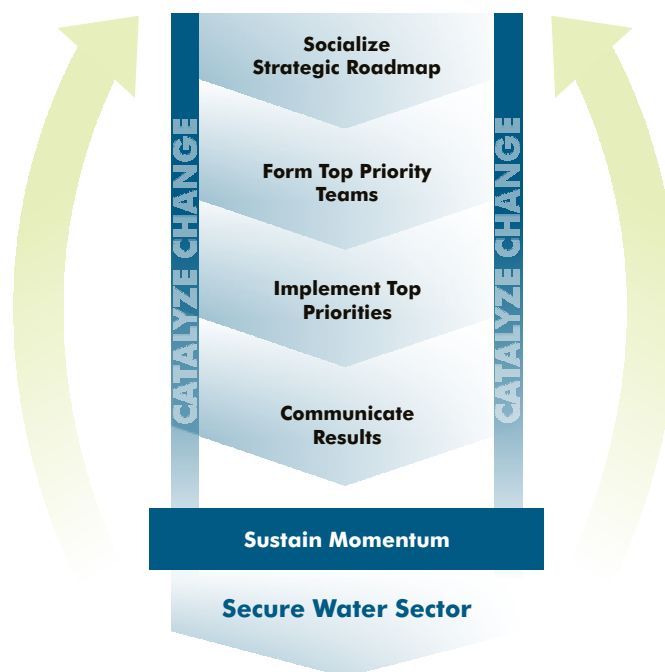 Socialize
Strategic Roadmap
CATALYZE CHANGE
CATALYZE CHANGE
Form Top Priority
Teams
Implement Top
Priorities
Communicate
Results
Sustain Momentum
Secure Water Sector